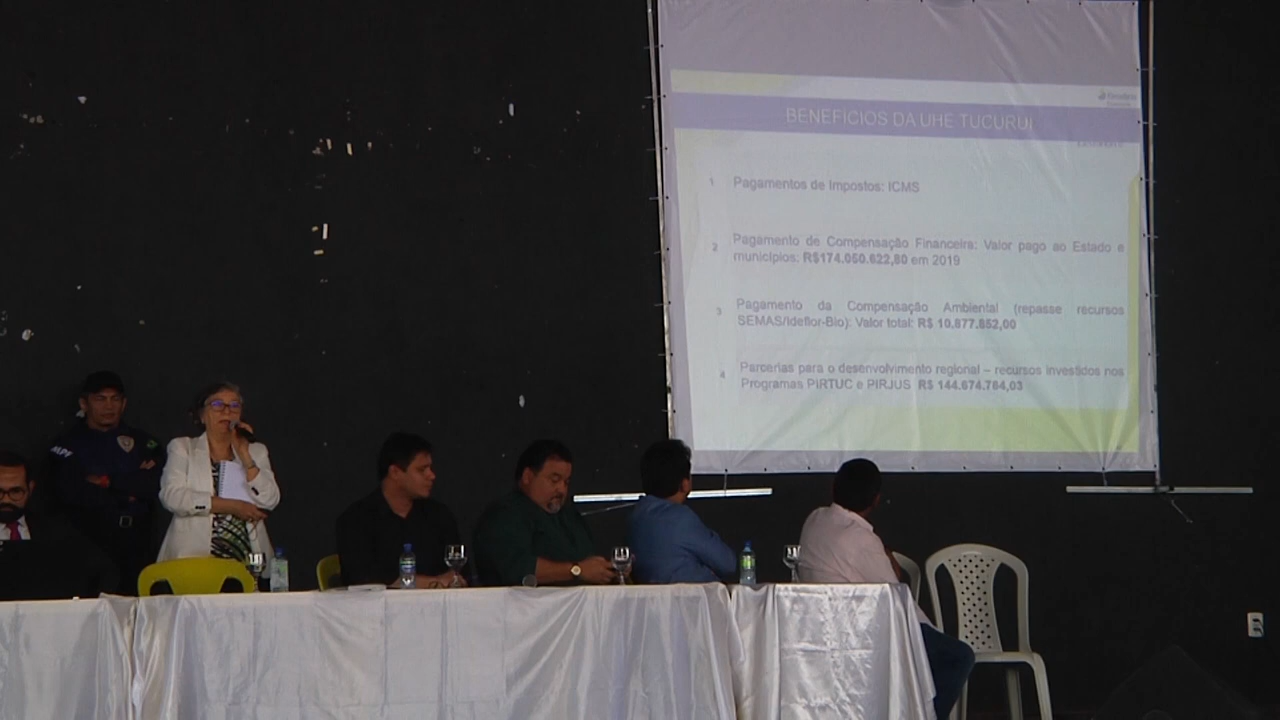 BENEFÍCIOS DA UHE TUCURUÍ
1 Pagamentos de Impostos: ICMS
2 Pagamento de Compensação Financeira: Valor pago ao Estado e
municípios: R$174.050.622,80 em 2019
3 Pagamento da Compensação Ambiental (repasse recursos
SEMAS/Ideflor-Bio): Valor total: R$ 10.877.852,00
4 Parcerias para o desenvolvimento regional – recursos investidos nos
Programas PIRTUC e PIRJUS R$ 144.674.784,03